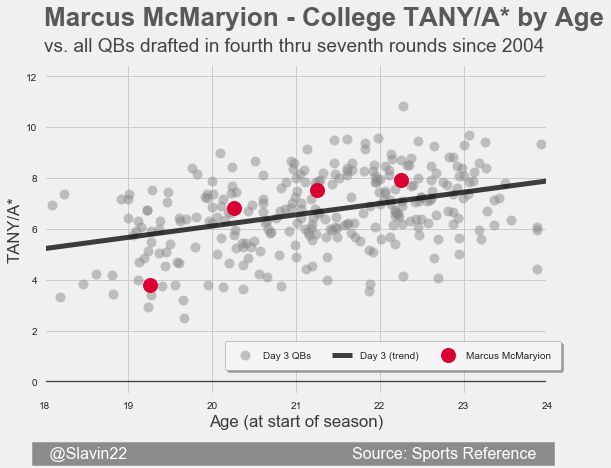 Marcus McMaryion - College TANY/A* by Age
vs. all QBs drafted in fourth thru seventh rounds since 2004
12
10
8
6
4
2
0
TANY/A*
Day 3 QBs
Day 3 (trend)
Marcus McMaryion
18 19 20 21 22 23 24
Age (at start of season)
@Slavin22 Source: Sports Reference